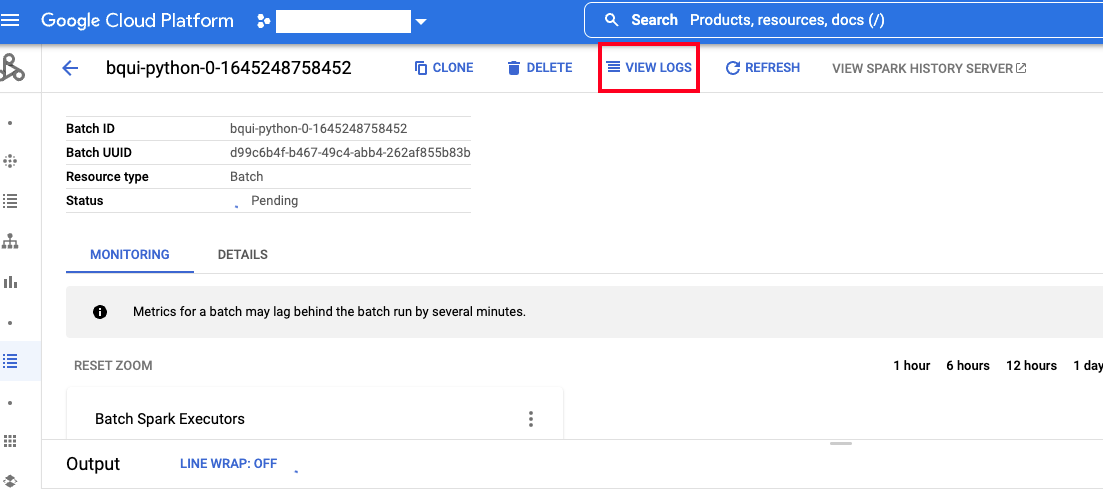 Google Cloud Platform
Search Products, resources, docs (/)
bqui-python-0-1645248758452
CLONE
DELETE
VIEW LOGS
REFRESH
VIEW SPARK HISTORY SERVER
Batch ID bqui-python-0-1645248758452
Batch UUID d99c6b4f-b467-49c4-abb4-262af855b83b
Resource type Batch
Status Pending
MONITORING DETAILS
Metrics for a batch may lag behind the batch run by several minutes.
RESET ZOOM
1 hour 6 hours 12 hours 1 day
Batch Spark Executors
Output LINE WRAP: OFF